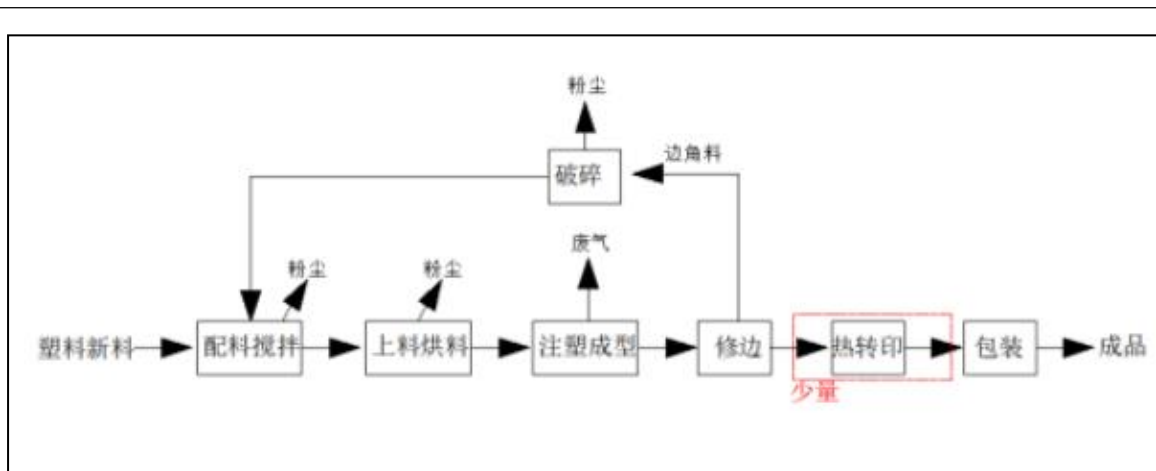 粉尘
破碎
边角料
废气
粉尘
粉尘
塑料新料
配料搅拌
上料烘料
注塑成型
修边
热转印
包装
成品
少量